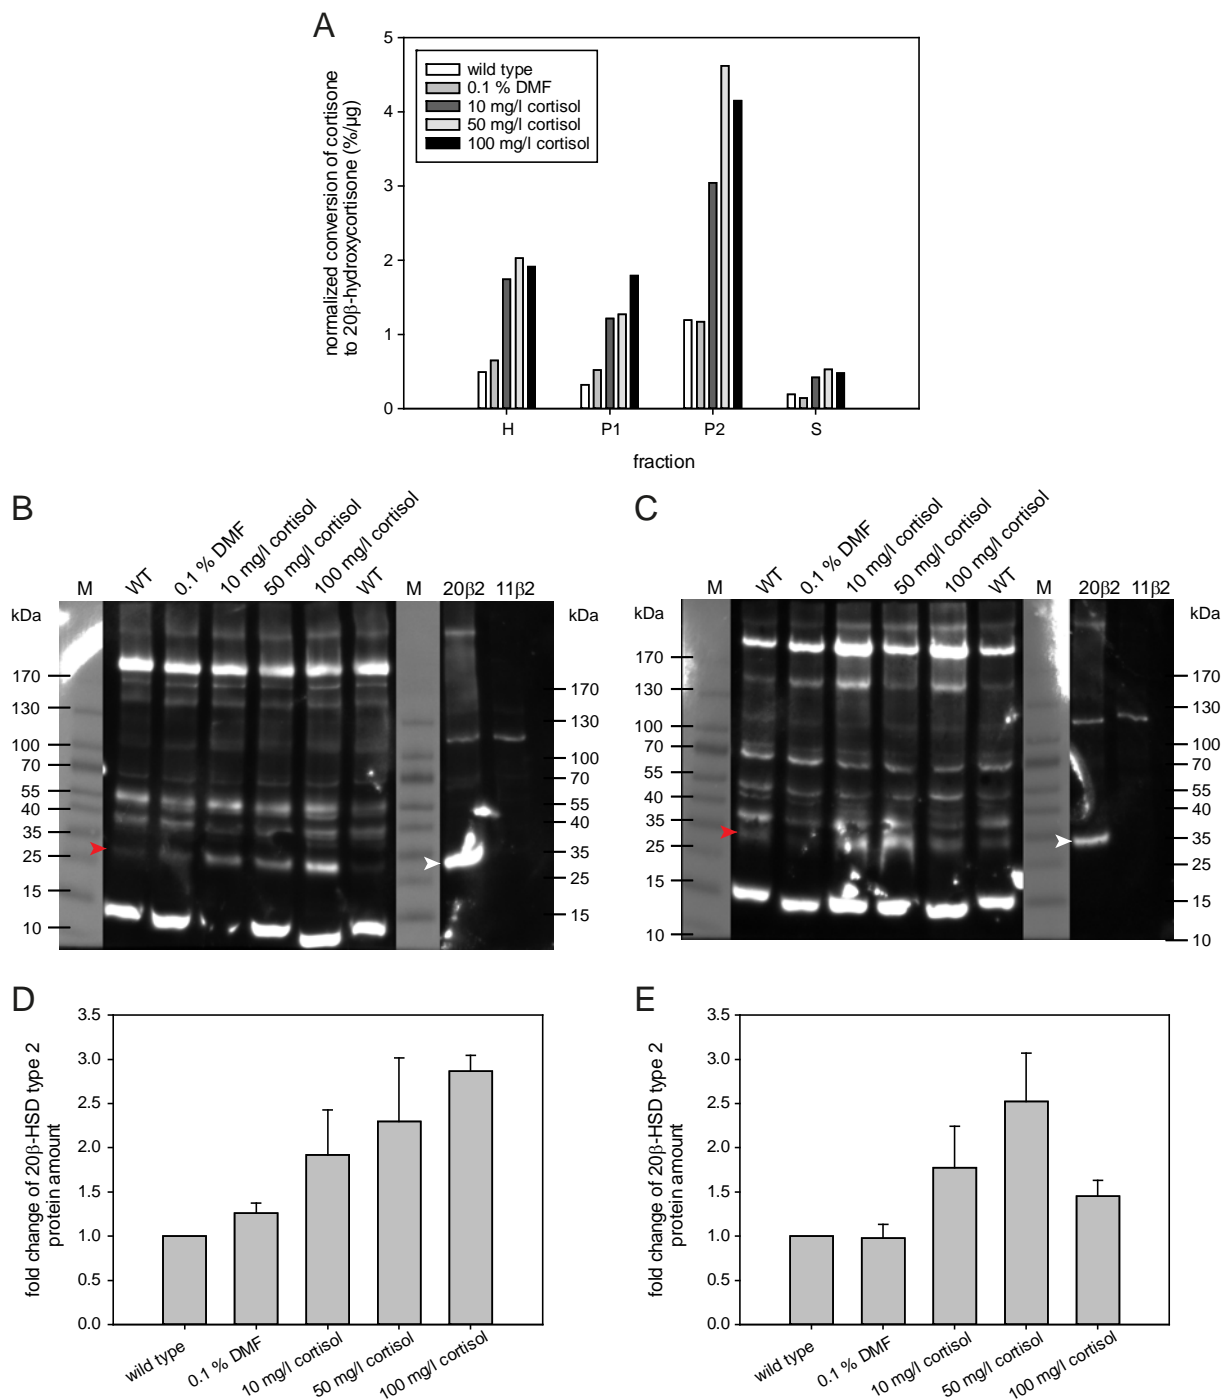 A
5
4
3
2
1
0
normalized conversion of cortisone
to 20β-hydroxycortisone (%/µg)
wild type
0.1 % DMF
10 mg/l cortisol
50 mg/l cortisol
100 mg/l cortisol
H P1 P2 S
fraction
B
M WT 0.1 % DMF 10 mg/l cortisol 50 mg/l cortisol 100 mg/l cortisol WT M 20β2 11β2
kDa
170
130
100
70
55
40
35
25
15
10
kDa
170
130
100
70
55
40
35
25
15
C
M WT 0.1 % DMF 10 mg/l cortisol 50 mg/l cortisol 100 mg/l cortisol WT M 20β2 11β2
kDa
170
130
100
70
55
40
35
25
15
10
kDa
170
130
100
70
55
40
35
25
15
10
D
3.5
3.0
2.5
2.0
1.5
1.0
0.5
0.0
fold change of 20β-HSD type 2
protein amount
wild type 0.1 % DMF 10 mg/l cortisol 50 mg/l cortisol 100 mg/l cortisol
E
3.5
3.0
2.5
2.0
1.5
1.0
0.5
0.0
fold change of 20β-HSD type 2
protein amount
wild type 0.1 % DMF 10 mg/l cortisol 50 mg/l cortisol 100 mg/l cortisol